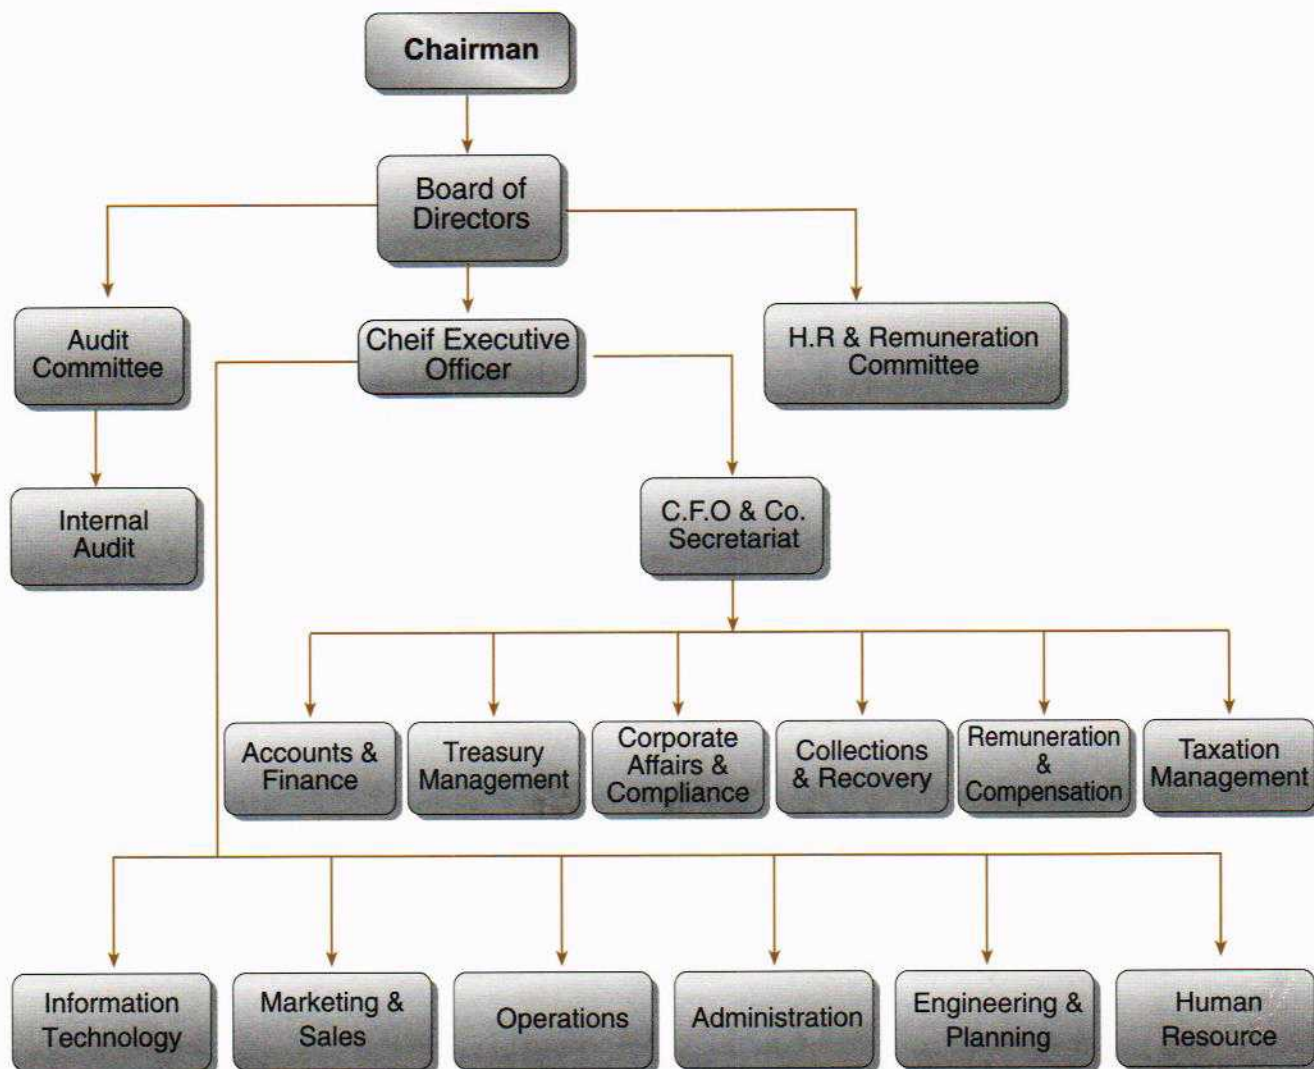 Chairman
Board of
Directors
Audit
Committee
Cheif Executive
Officer
H.R & Remuneration
Committee
Internal
Audit
C.F.O & Co.
Secretariat
Accounts &
Finance
Treasury
Management
Corporate
Affairs &
Compliance
Collections
& Recovery
Remuneration
&
Compensation
Taxation
Management
Information
Technology
Marketing &
Sales
Operations
Administration
Engineering &
Planning
Human
Resource